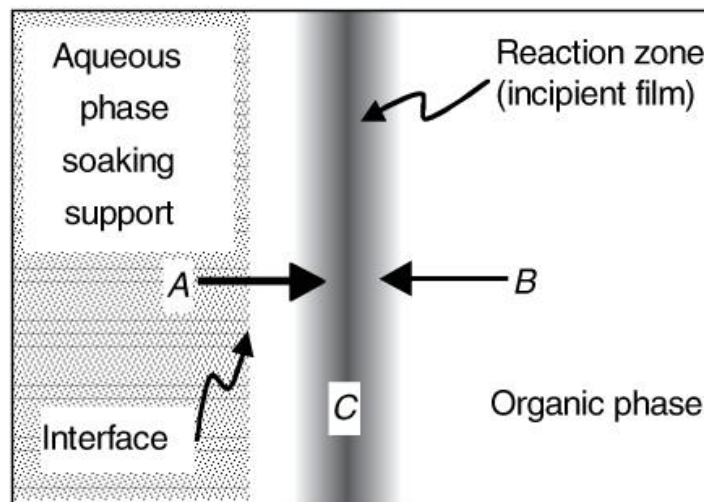 Aqueous
phase
soaking
support
Reaction zone
(incipient film)
A
B
C
Interface
Organic phase